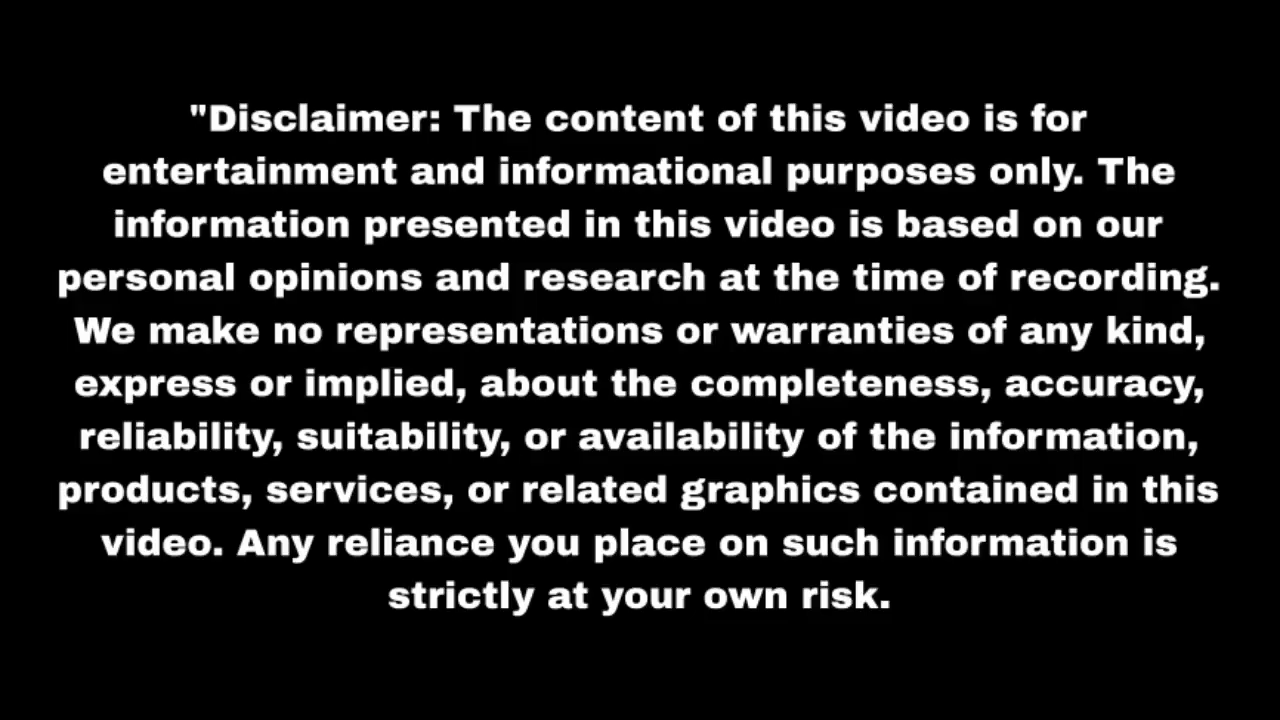 "Disclaimer: The content of this video is for
entertainment and informational purposes only. The
information presented in this video is based on our
personal opinions and research at the time of recording.
We make no representations or warranties of any kind,
express or implied, about the completeness, accuracy,
reliability, suitability, or availability of the information,
products, services, or related graphics contained in this
video. Any reliance you place on such information is
strictly at your own risk.